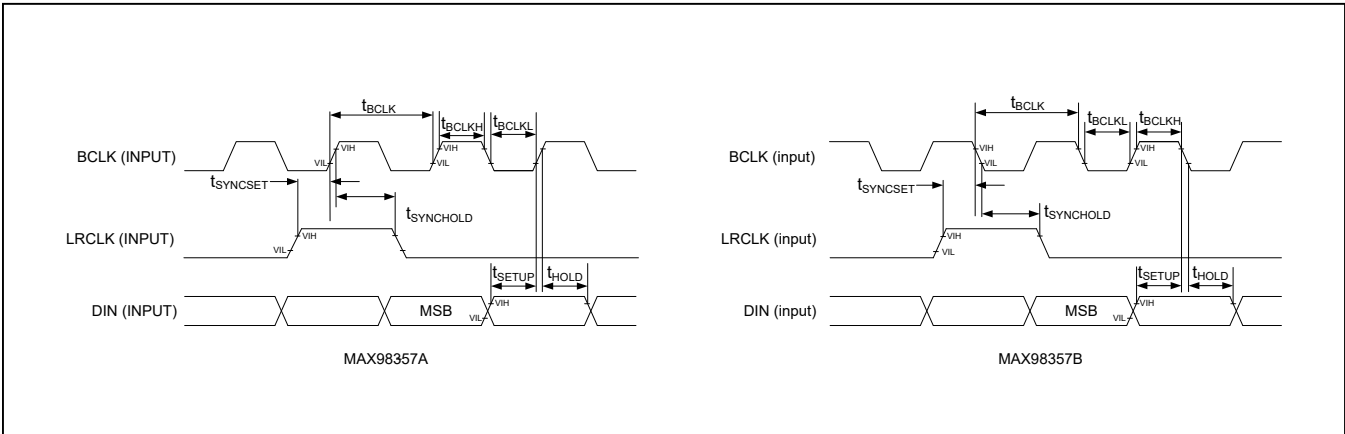 tBCLK
tBCLKH
tBCLKL
BCLK (INPUT)
VIH
VIL
VIH
VIL
tSYNCSET
tSYNCHOLD
LRCLK (INPUT)
VIH
VIL
tSETUP
tHOLD
DIN (INPUT)
MSB
VIH
VIL
MAX98357A
tBCLK
tBCLKL
tBCLKH
BCLK (input)
VIH
VIL
VIH
VIL
tSYNCSET
tSYNCHOLD
LRCLK (input)
VIH
VIL
tSETUP
tHOLD
DIN (input)
MSB
VIH
VIL
MAX98357B